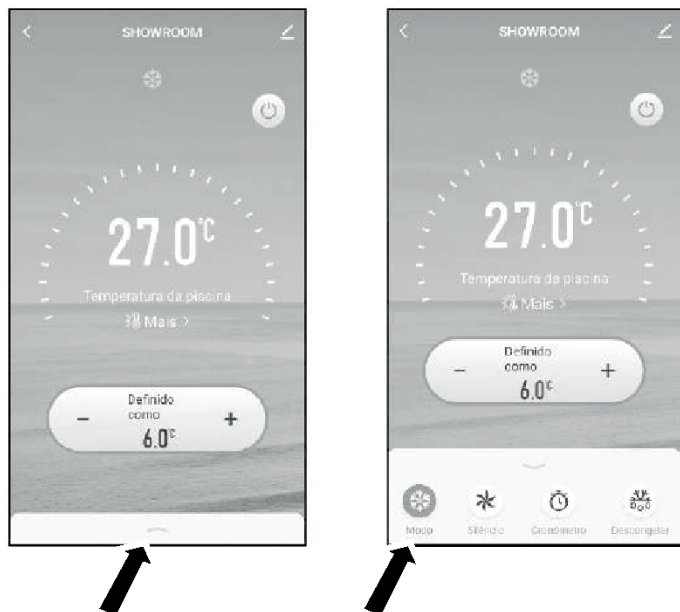 SHOWROOM
27.0°C
Temperatura da piscina
Mais >
Definido
como
6.0°C
SHOWROOM
27.0°C
Temperatura da piscina
Mais >
Definido
como
6.0°C
Modo
Silêncio
Cronómetro
Descongelar